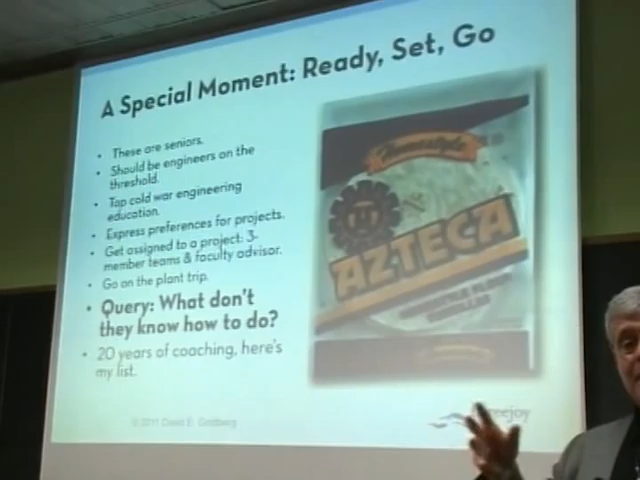 A Special Moment: Ready, Set, Go
• These are seniors.
• Should be engineers on the
threshold.
• Tap cold war engineering
education.
• Express preferences for projects.
• Get assigned to a project: 3-
member teams & faculty advisor.
• Go on the plant trip.
• Query: What don't
they know how to do?
• 20 years of coaching, here's
my list.
Homestyle
AZTECA
© 2011 David E. Goldberg